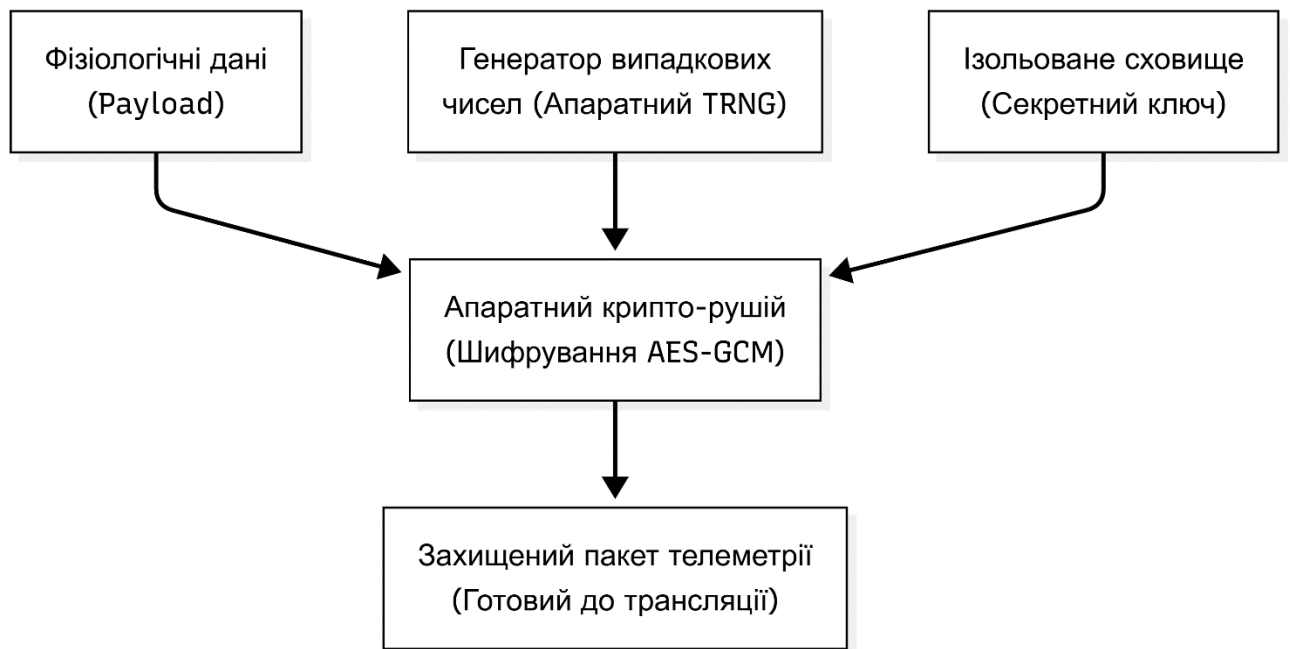 Фізіологічні дані
(Payload)
Генератор випадкових
чисел (Апаратний TRNG)
Ізольоване сховище
(Секретний ключ)
Апаратний крипто-рушій
(Шифрування AES-GCM)
Захищений пакет телеметрії
(Готовий до трансляції)